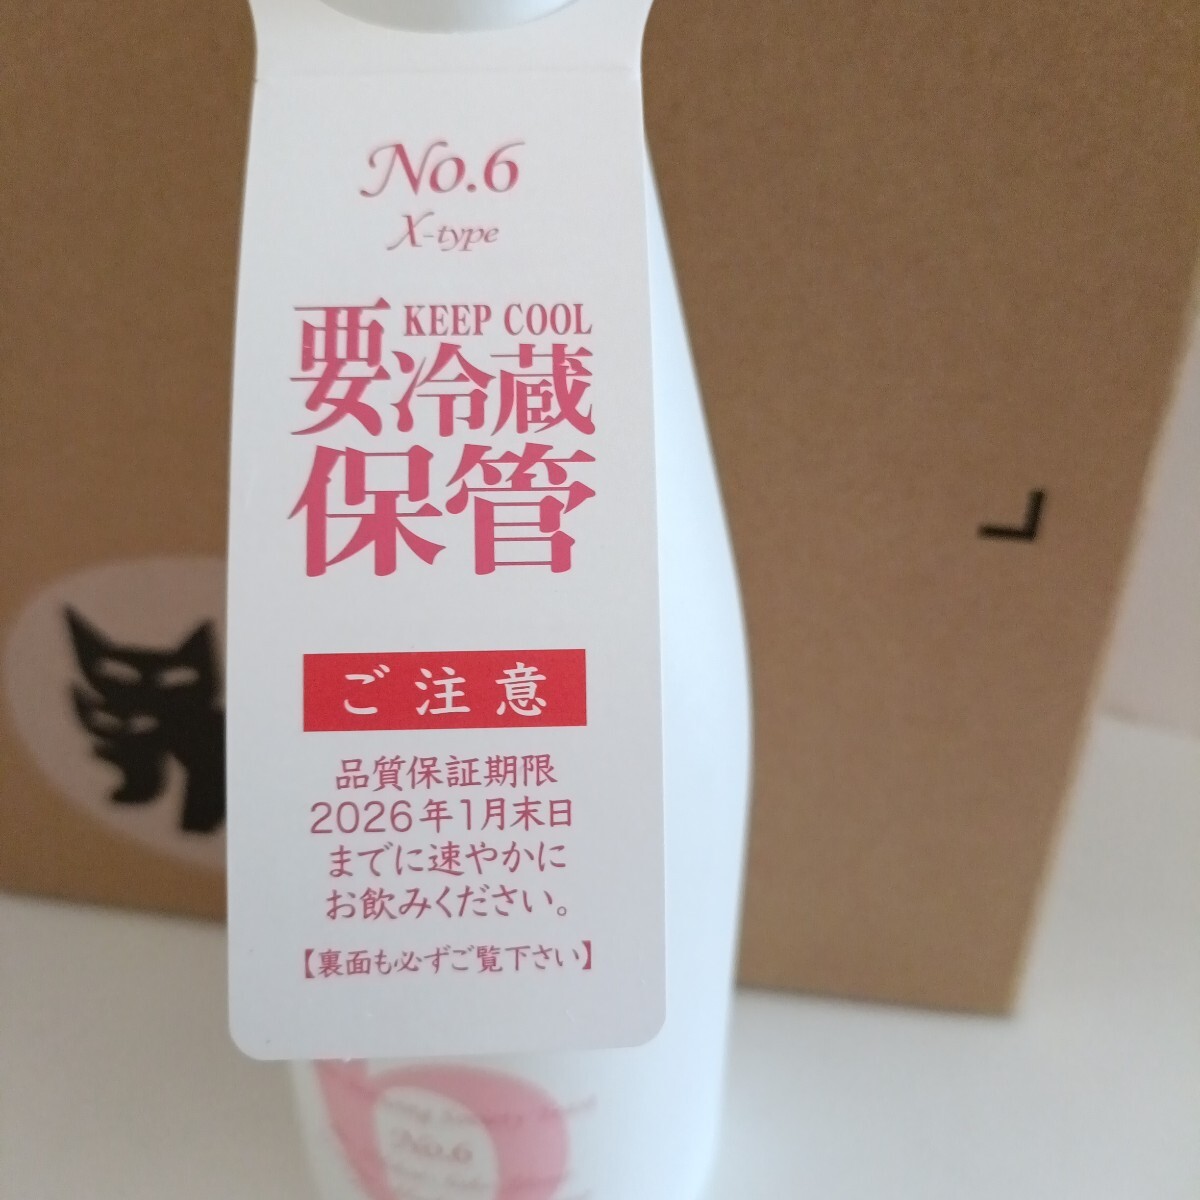 No.6
X-type
KEEP COOL
要冷蔵
保管
ご注意
品質保証期限
2026年1月末日
までに速やかに
お飲みください。
【裏面も必ずご覧下さい】
No.6
L